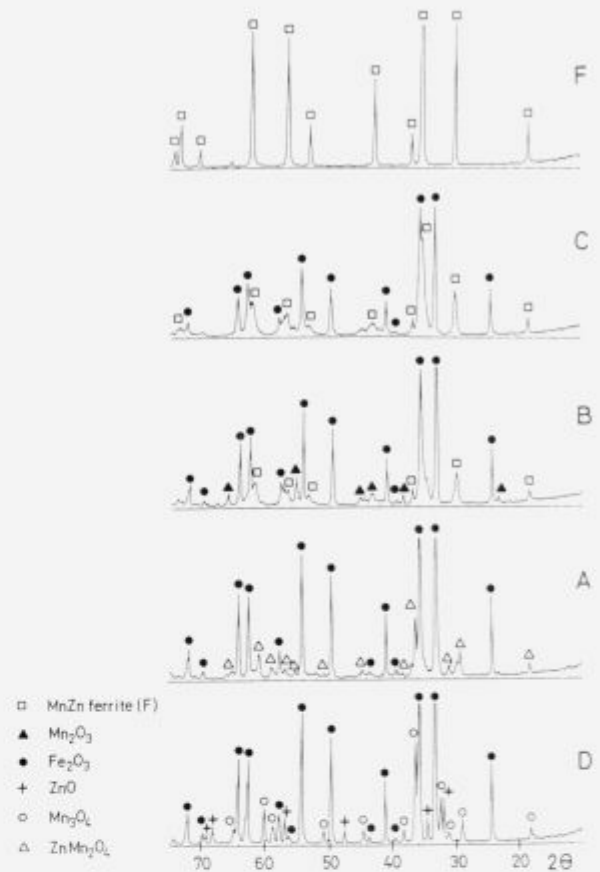 F
C
B
A
D
□ MnZn ferrite (F)
▲ Mn₂O₃
● Fe₂O₃
+ ZnO
○ Mn₃O₄
△ ZnMn₂O₄
70 60 50 40 30 20 2θ